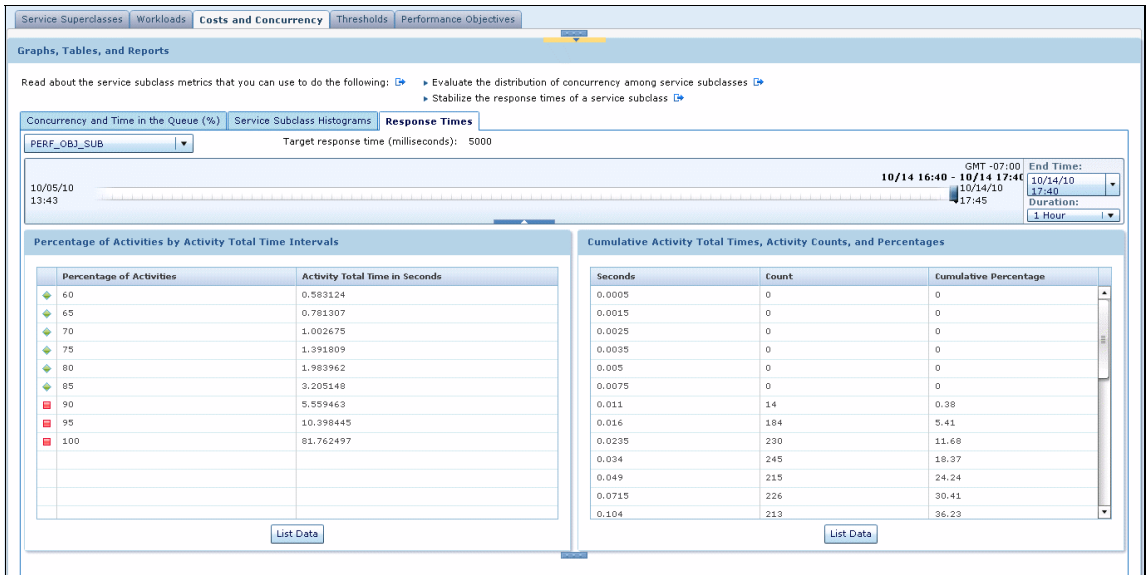 Service Superclasses Workloads Costs and Concurrency Thresholds Performance Objectives
Graphs, Tables, and Reports
Read about the service subclass metrics that you can use to do the following: Evaluate the distribution of concurrency among service subclasses
Stabilize the response times of a service subclass
Concurrency and Time in the Queue (%) Service Subclass Histograms Response Times
PERF_OBJ_SUB Target response time (milliseconds): 5000
GMT -07:00 End Time:
10/14 16:40 - 10/14 17:40 10/14/10
10/05/10 10/14/10 17:40
13:43 17:45 Duration:
1 Hour
Percentage of Activities by Activity Total Time Intervals
Percentage of Activities Activity Total Time in Seconds
60 0.583124
65 0.781307
70 1.002675
75 1.391809
80 1.983962
85 3.205148
90 5.559463
95 10.398445
100 81.762497
List Data
Cumulative Activity Total Times, Activity Counts, and Percentages
Seconds Count Cumulative Percentage
0.0005 0 0
0.0015 0 0
0.0025 0 0
0.0035 0 0
0.005 0 0
0.0075 0 0
0.011 14 0.38
0.016 184 5.41
0.0235 230 11.68
0.034 245 18.37
0.049 215 24.24
0.0715 226 30.41
0.104 213 36.23
List Data